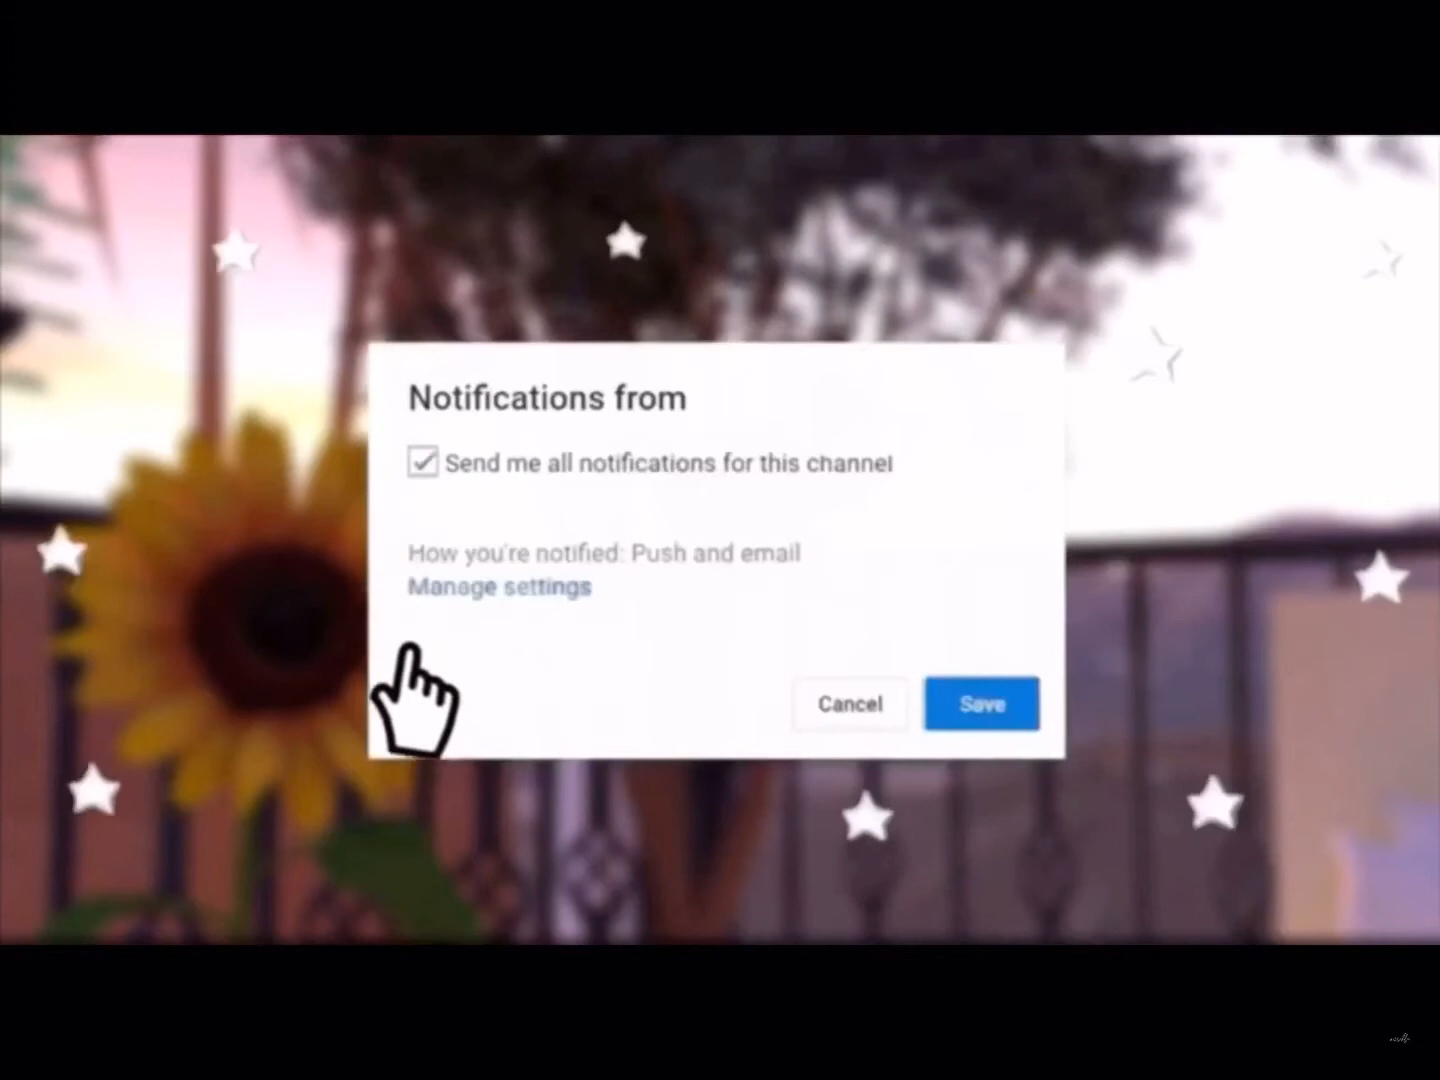 Notifications from
Send me all notifications for this channel
How you're notified: Push and email
Manage settings
Cancel
Save